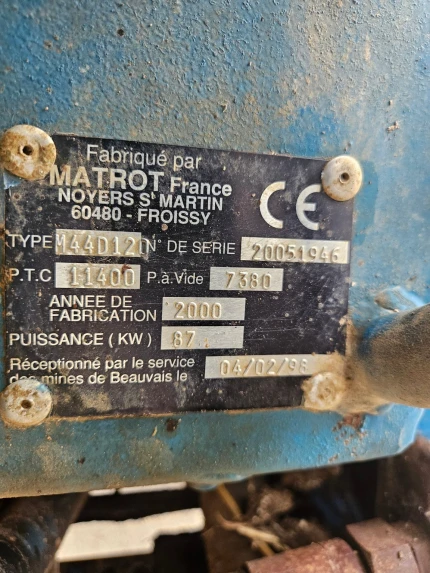 Fabriqué par
MATROT France
NOYERS St MARTIN
60480 - FROISSY
CE
TYPE M44D120 N° DE SERIE 20051946
P.T.C 11400 P.à.Vide 7380
ANNEE DE
FABRICATION 2000
PUISSANCE (KW) 87
Réceptionné par le service
des mines de Beauvais le 04/02/98